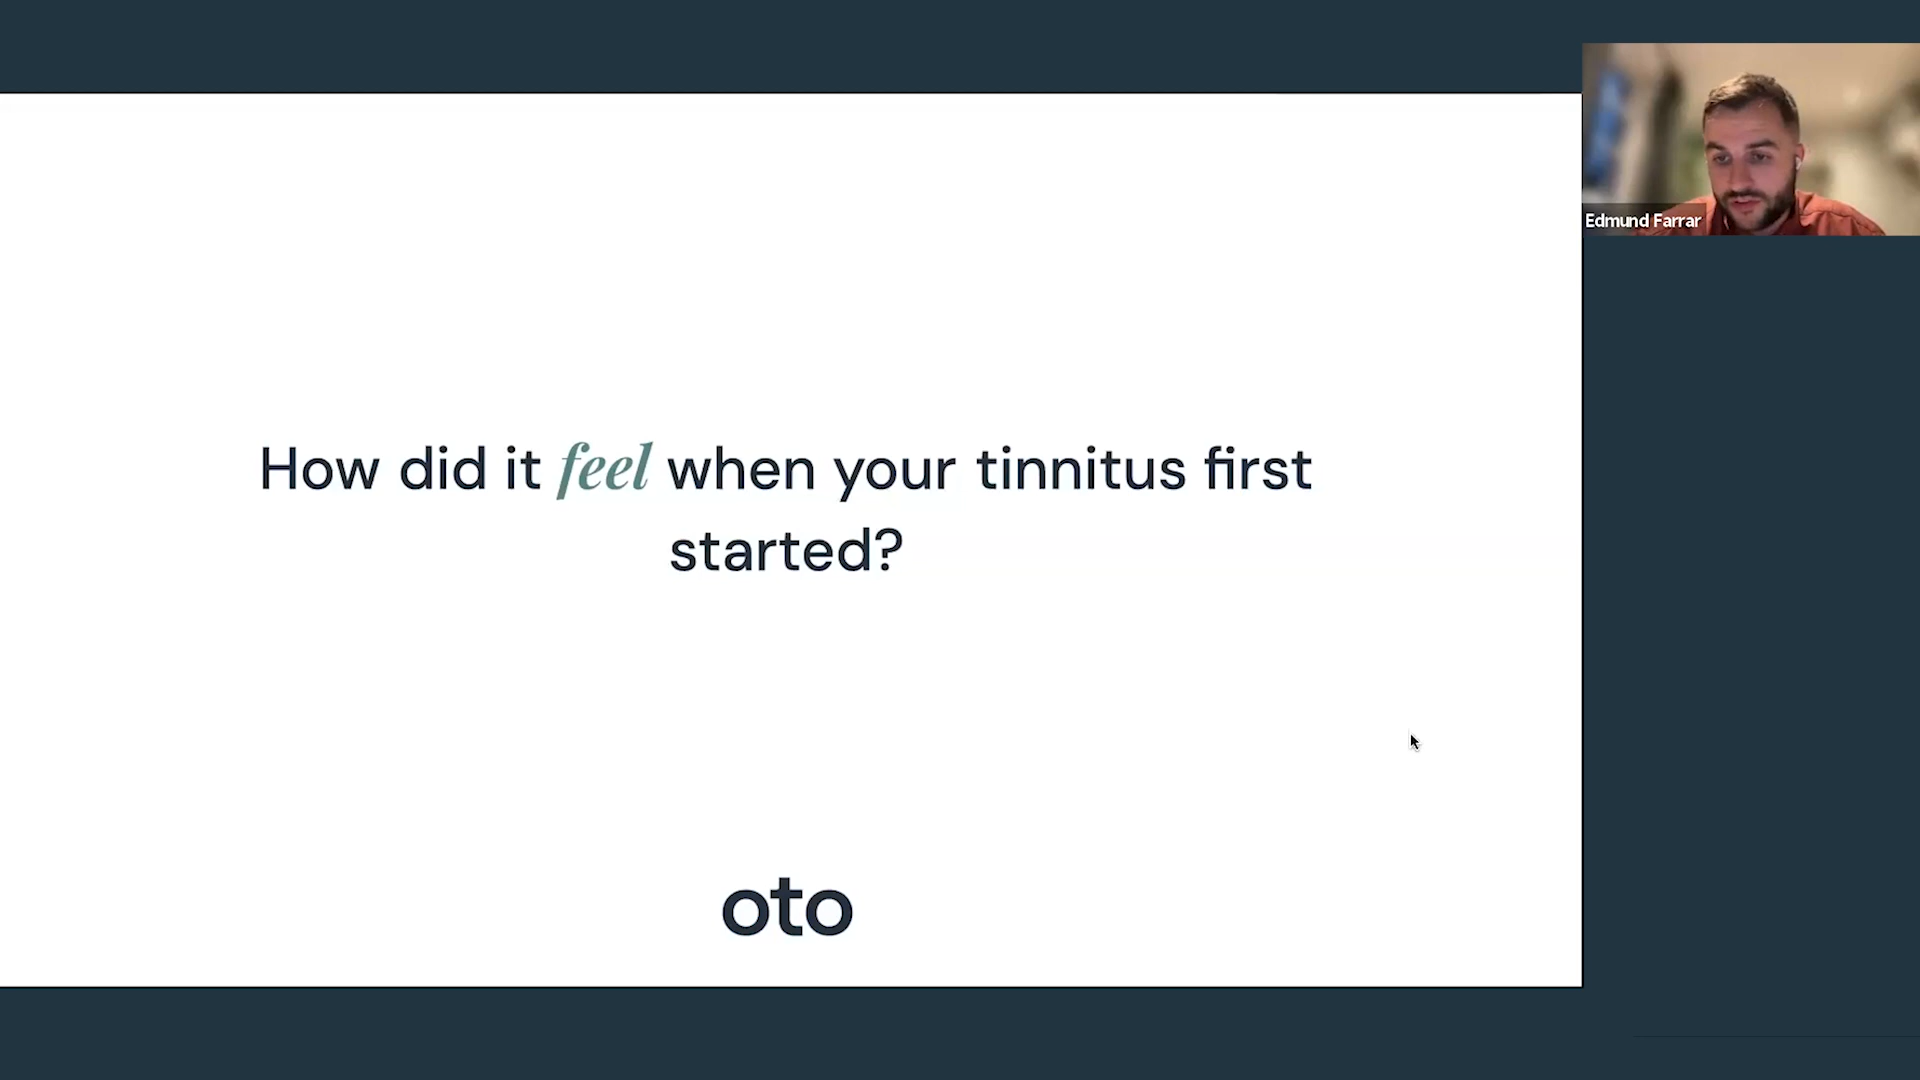 Edmund Farrar
How did it feel when your tinnitus first
started?
oto